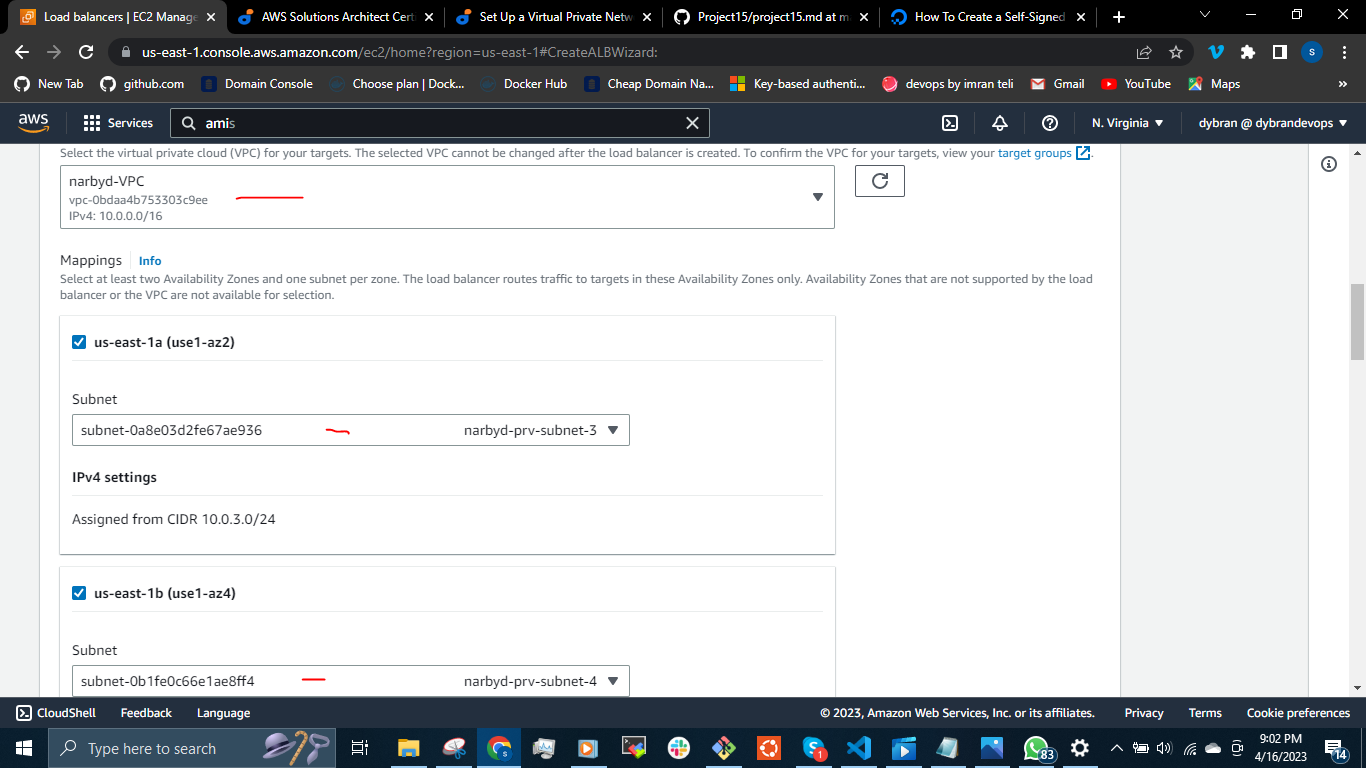 Load balancers | EC2 Manage
AWS Solutions Architect Cert
Set Up a Virtual Private Netw
Project15/project15.md at m
How To Create a Self-Signed
us-east-1.console.aws.amazon.com/ec2/home?region=us-east-1#CreateALBWizard:
S
New Tab
github.com
Domain Console
Choose plan | Dock...
Docker Hub
Cheap Domain Na...
Key-based authenti...
devops by imran teli
Gmail
YouTube
Maps
»
aws
Services
amis
N. Virginia
dybran @ dybrandevops
Select the virtual private cloud (VPC) for your targets. The selected VPC cannot be changed after the load balancer is created. To confirm the VPC for your targets, view your target groups.
narbyd-VPC
vpc-0bdaa4b753303c9ee
IPv4: 10.0.0.0/16
Mappings Info
Select at least two Availability Zones and one subnet per zone. The load balancer routes traffic to targets in these Availability Zones only. Availability Zones that are not supported by the load
balancer or the VPC are not available for selection.
us-east-1a (use1-az2)
Subnet
subnet-0a8e03d2fe67ae936 narbyd-prv-subnet-3
IPv4 settings
Assigned from CIDR 10.0.3.0/24
us-east-1b (use1-az4)
Subnet
subnet-0b1fe0c66e1ae8ff4 narbyd-prv-subnet-4
CloudShell
Feedback
Language
© 2023, Amazon Web Services, Inc. or its affiliates.
Privacy
Terms
Cookie preferences
Type here to search
1
83
9:02 PM
4/16/2023
14